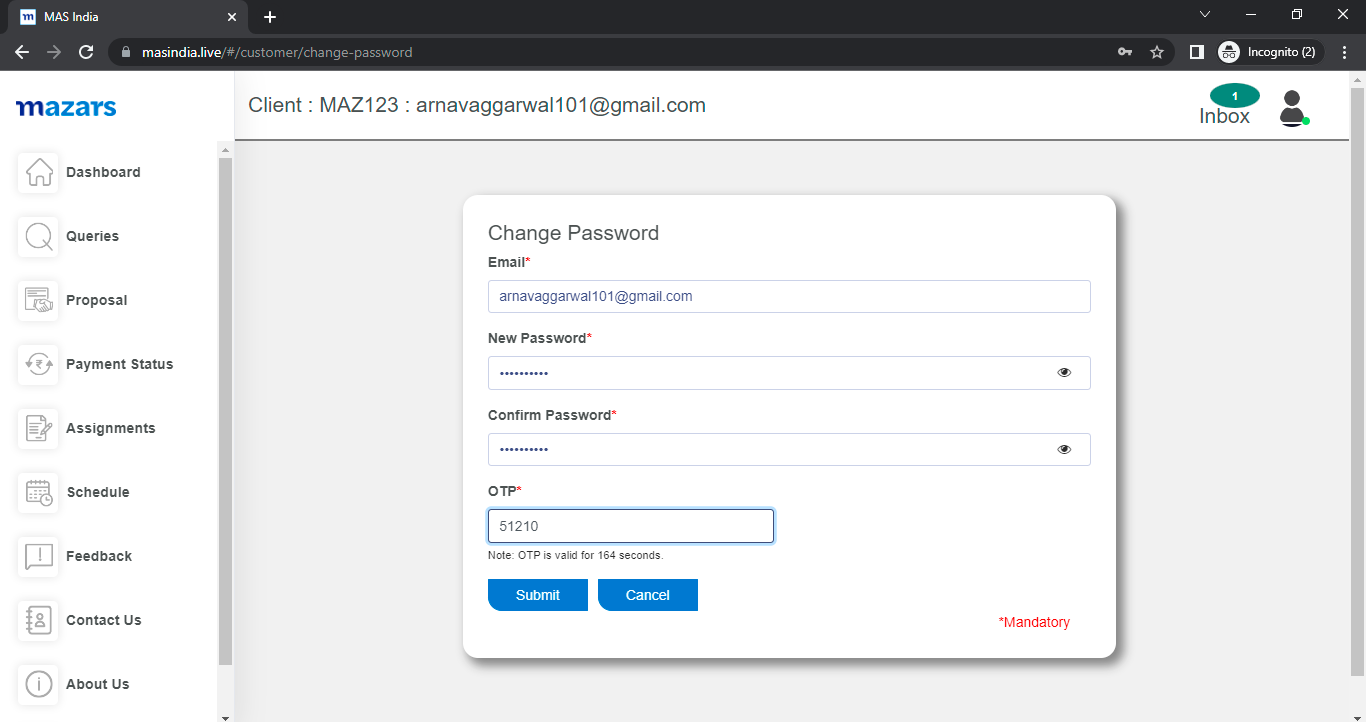 MAS India
masindia.live/#/customer/change-password
Incognito (2)
mazars
Client : MAZ123 : arnavaggarwal101@gmail.com
1
Inbox
Dashboard
Queries
Proposal
Payment Status
Assignments
Schedule
Feedback
Contact Us
About Us
Change Password
Email*
arnavaggarwal101@gmail.com
New Password*
••••••••••
Confirm Password*
••••••••••
OTP*
51210
Note: OTP is valid for 164 seconds.
Submit Cancel
*Mandatory